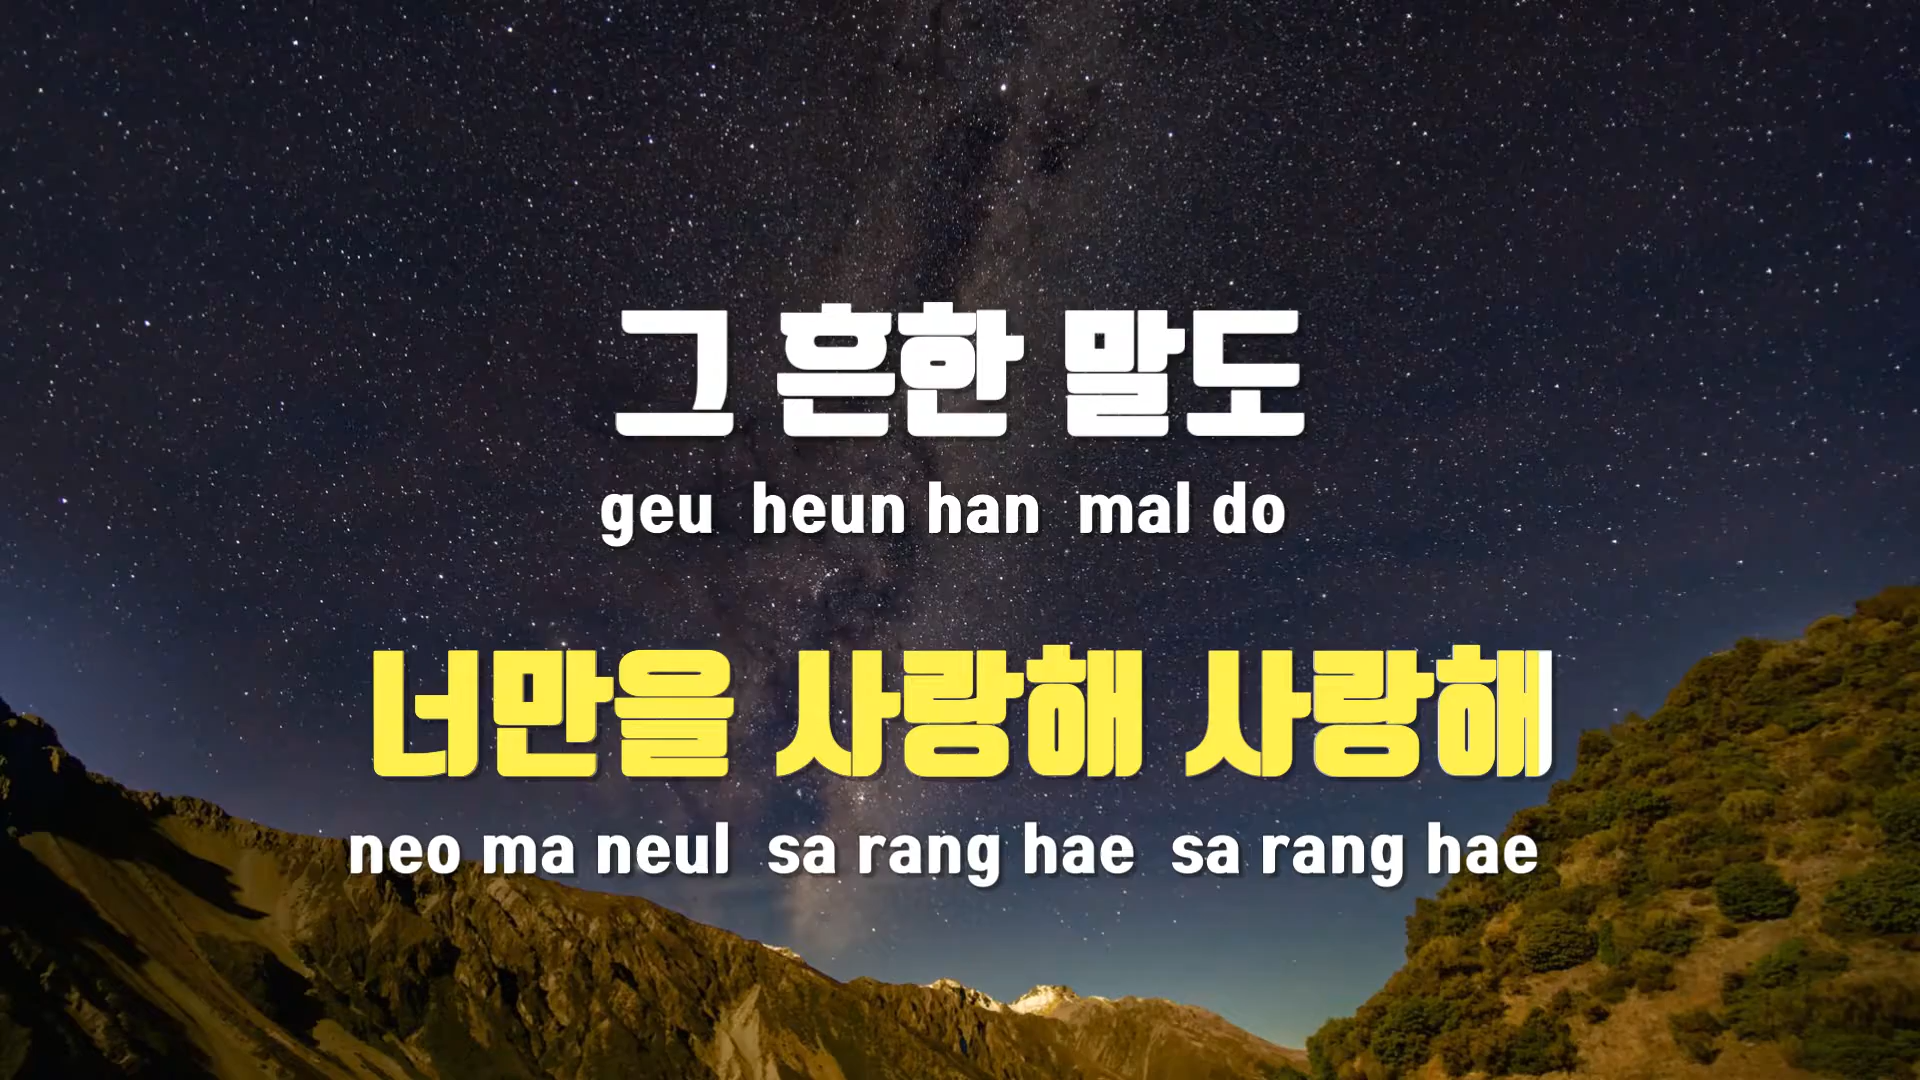 그 흔한 말도
geu heun han mal do
너만을 사랑해 사랑해
neo ma neul sa rang hae sa rang hae